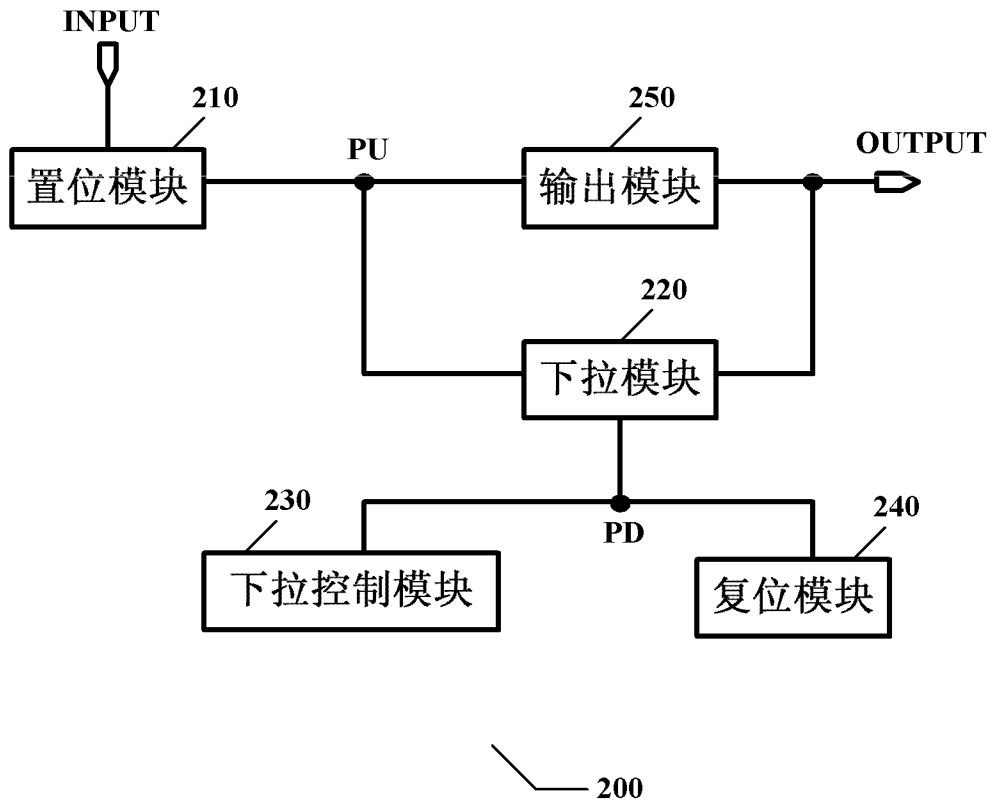 INPUT
210
250
PU
OUTPUT
置位模块
输出模块
220
下拉模块
230
PD
240
下拉控制模块
复位模块
200